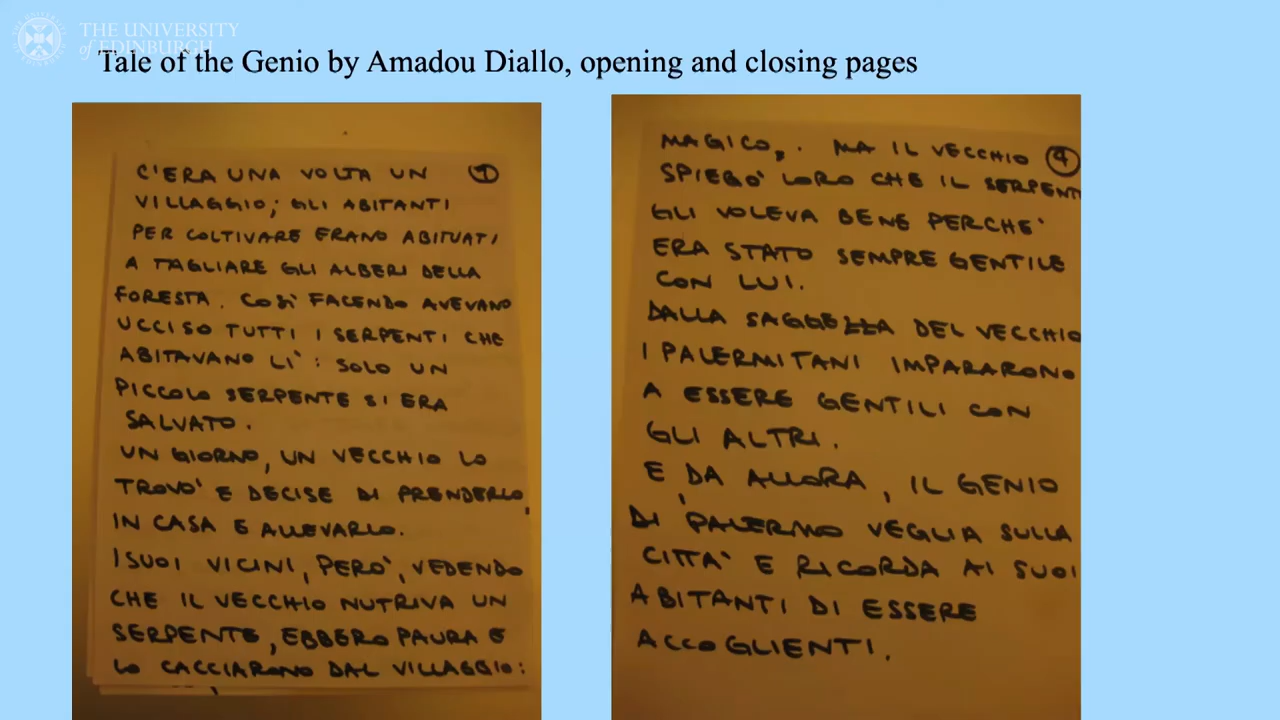 THE UNIVERSITY
of EDINBURGH
Tale of the Genio by Amadou Diallo, opening and closing pages
C'ERA UNA VOLTA UN 1
VILLAGGIO; GLI ABITANTI
PER COLTIVARE ERANO ABITUATI
A TAGLIARE GLI ALBERI DELLA
FORESTA. COSÌ FACENDO AVEVANO
UCCISO TUTTI I SERPENTI CHE
ABITAVANO LÌ: SOLO UN
PICCOLO SERPENTE SI ERA
SALVATO.
UN GIORNO, UN VECCHIO LO
TROVO' E DECISE DI PRENDERLO
IN CASA E ALLEVARLO.
I SUOI VICINI, PERO', VEDENDO
CHE IL VECCHIO NUTRIVA UN
SERPENTE, EBBERO PAURA E
LO CACCIARONO DAL VILLAGGIO:
MAGICO,. MA IL VECCHIO 4
SPIEGO' LORO CHE IL SERPENT
GLI VOLEVA BENE PERCHE'
ERA STATO SEMPRE GENTILE
CON LUI.
DALLA SAGGEZZA DEL VECCHIO
I PALERMITANI IMPARARONO
A ESSERE GENTILI CON
GLI ALTRI.
E DA ALLORA, IL GENIO
DI PALERMO VEGLIA SULLA
CITTA' E RICORDA AI SUOI
ABITANTI DI ESSERE
ACCOGLIENTI.